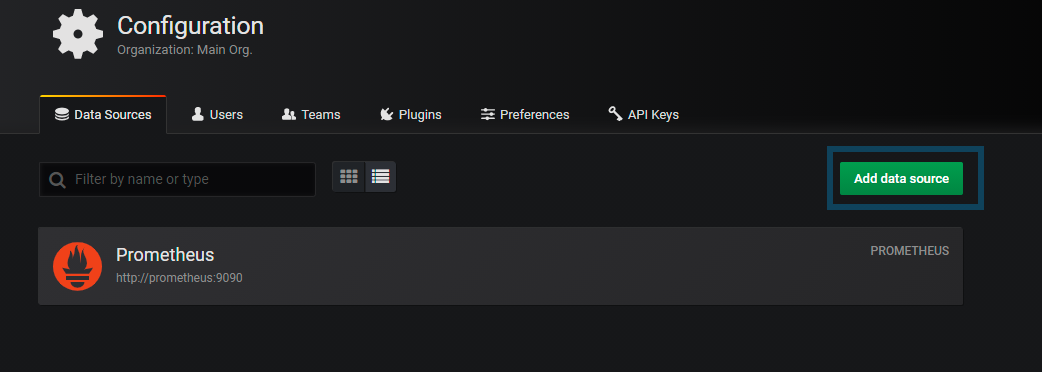 Configuration
Organization: Main Org.
Data Sources Users Teams Plugins Preferences API Keys
Filter by name or type
Add data source
Prometheus
PROMETHEUS
http://prometheus:9090